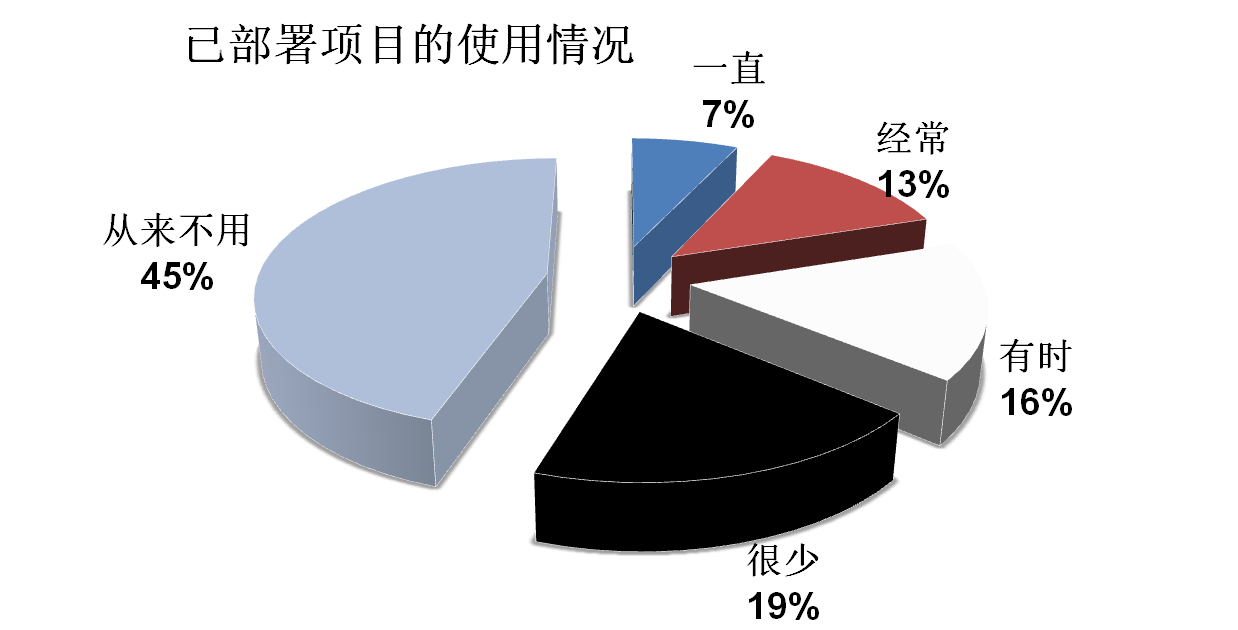 已部署项目的使用情况
一直
7%
经常
13%
有时
16%
很少
19%
从来不用
45%